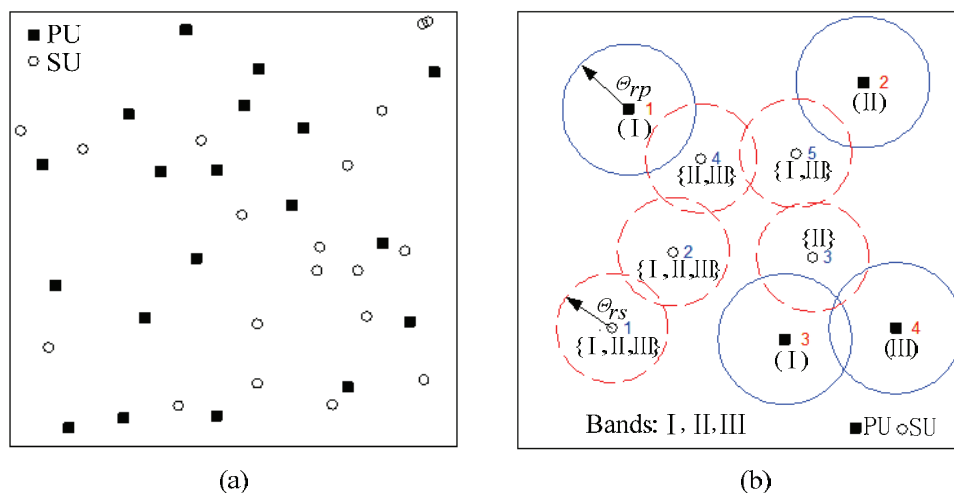 PU
SU
(a)
Θrp
1
(I)
2
(II)
4
{II,III}
5
{I,III}
2
{I,II,III}
{II}
3
Θrs
1
{I,II,III}
3
(I)
4
(III)
Bands: I, II, III
PU SU
(b)